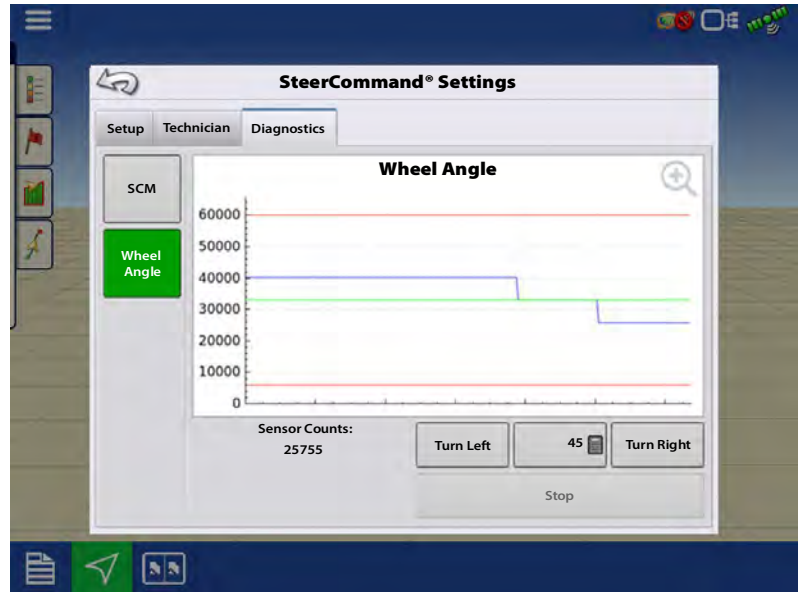 SteerCommand® Settings
Setup
Technician
Diagnostics
SCM
Wheel
Angle
Wheel Angle
60000
50000
40000
30000
20000
10000
0
Sensor Counts:
25755
Turn Left
45
Turn Right
Stop